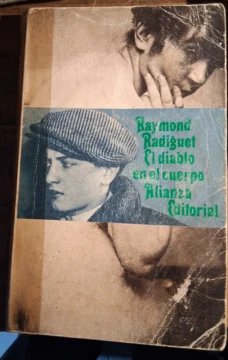 Raymond
Radiguet
El diablo
en el cuerpo
Alianza
Editorial